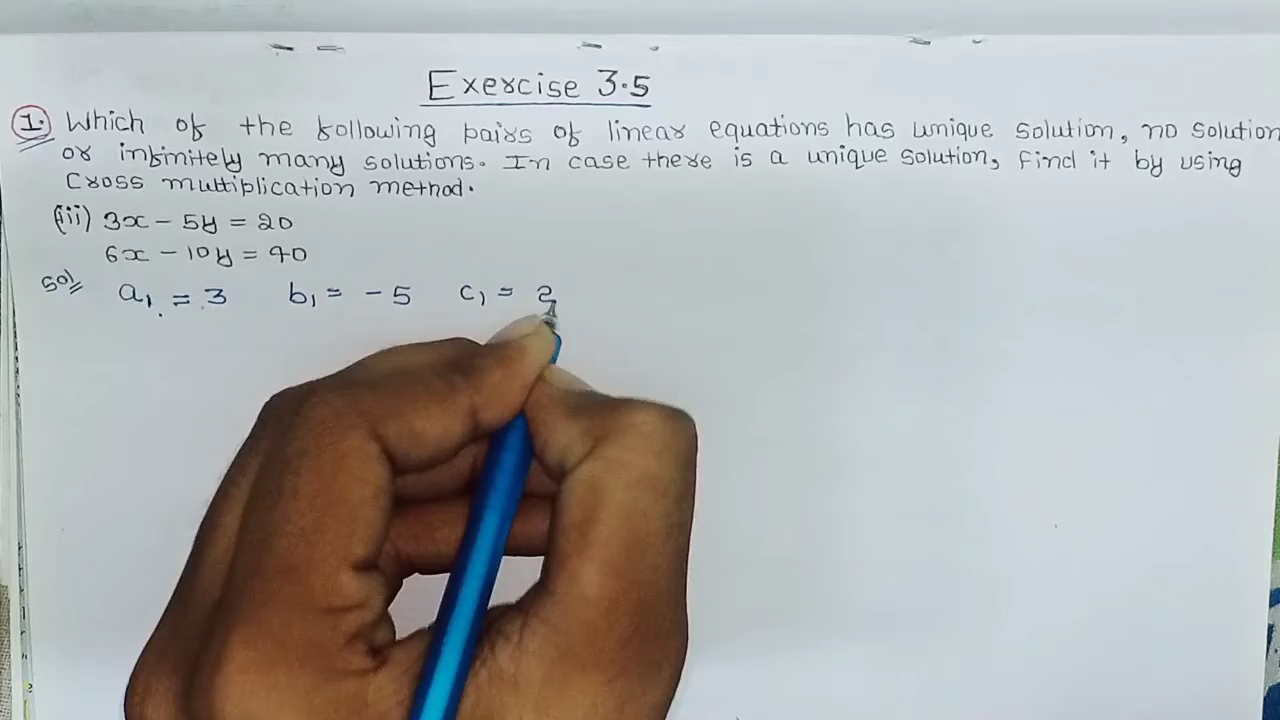 Exercise 3.5
1. Which of the following pairs of linear equations has unique solution, no solution
or infinitely many solutions. In case there is a unique solution, find it by using
Cross multiplication method.
(iii) 3x - 5y = 20
6x - 10y = 40
Sol
a₁ = 3 b₁ = -5 c₁ = 2